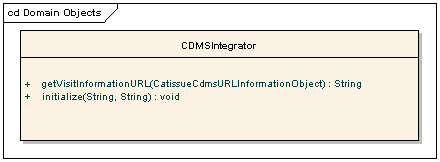 cd Domain Objects
CDMSIntegrator
+ getVisitInformationURL(CatissueCdmsURLInformationObject) : String
+ initialize(String, String) : void